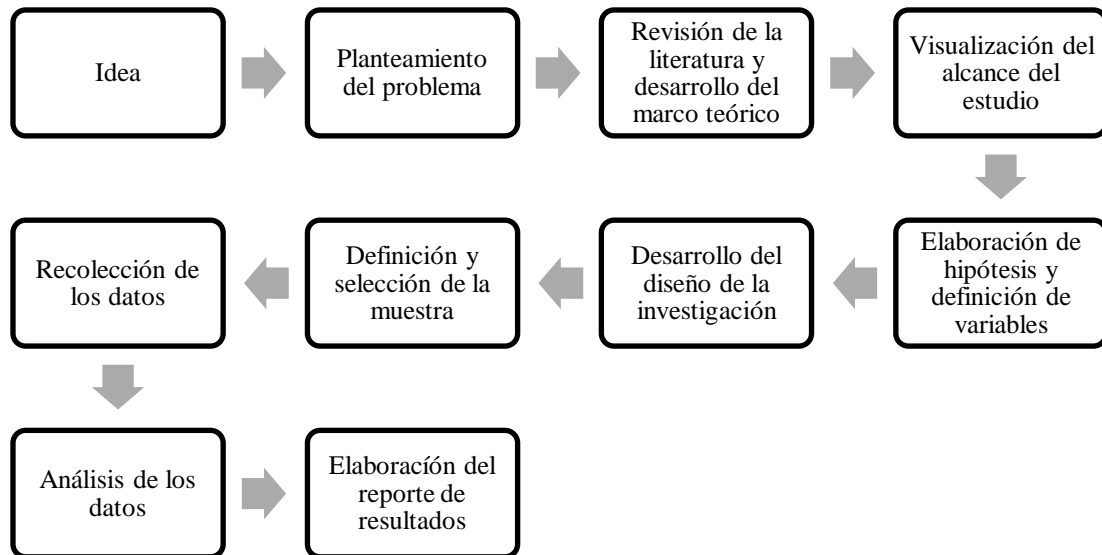 Idea
Planteamiento
del problema
Revisión de la
literatura y
desarrollo del
marco teórico
Visualización del
alcance del
estudio
Elaboración de
hipótesis y
definición de
variables
Desarrollo del
diseño de la
investigación
Definición y
selección de la
muestra
Recolección de
los datos
Análisis de los
datos
Elaboracíón del
reporte de
resultados